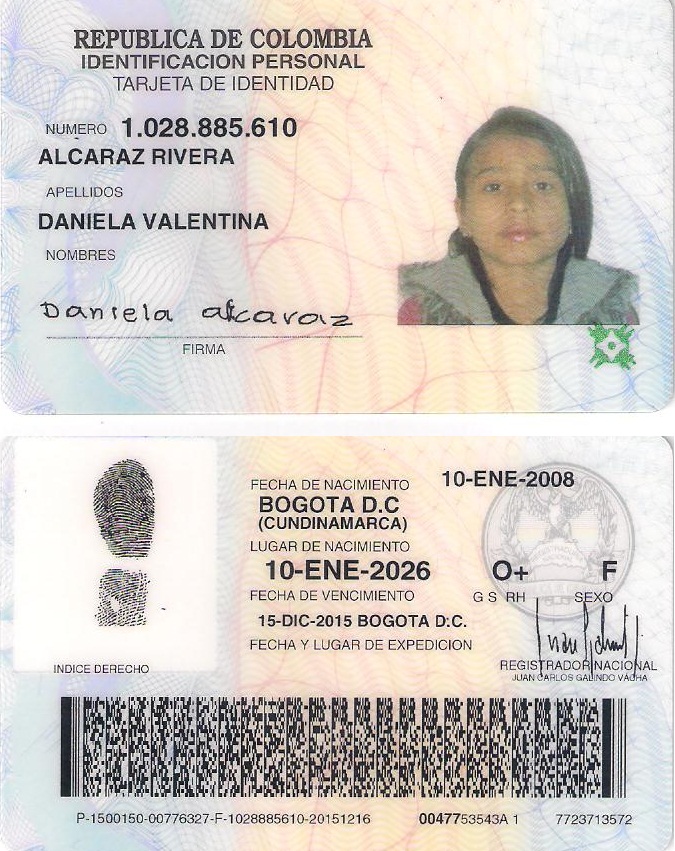 REPUBLICA DE COLOMBIA
IDENTIFICACION PERSONAL
TARJETA DE IDENTIDAD
NUMERO 1.028.885.610
ALCARAZ RIVERA
APELLIDOS
DANIELA VALENTINA
NOMBRES
Daniela alcaraz
FIRMA
FECHA DE NACIMIENTO 10-ENE-2008
BOGOTA D.C
(CUNDINAMARCA)
LUGAR DE NACIMIENTO
10-ENE-2026 O+ F
FECHA DE VENCIMIENTO G S RH SEXO
15-DIC-2015 BOGOTA D.C.
FECHA Y LUGAR DE EXPEDICION
REGISTRADOR NACIONAL
JUAN CARLOS GALINDO VACHA
INDICE DERECHO
P-1500150-00776327-F-1028885610-20151216 0047753543A 1 7723713572